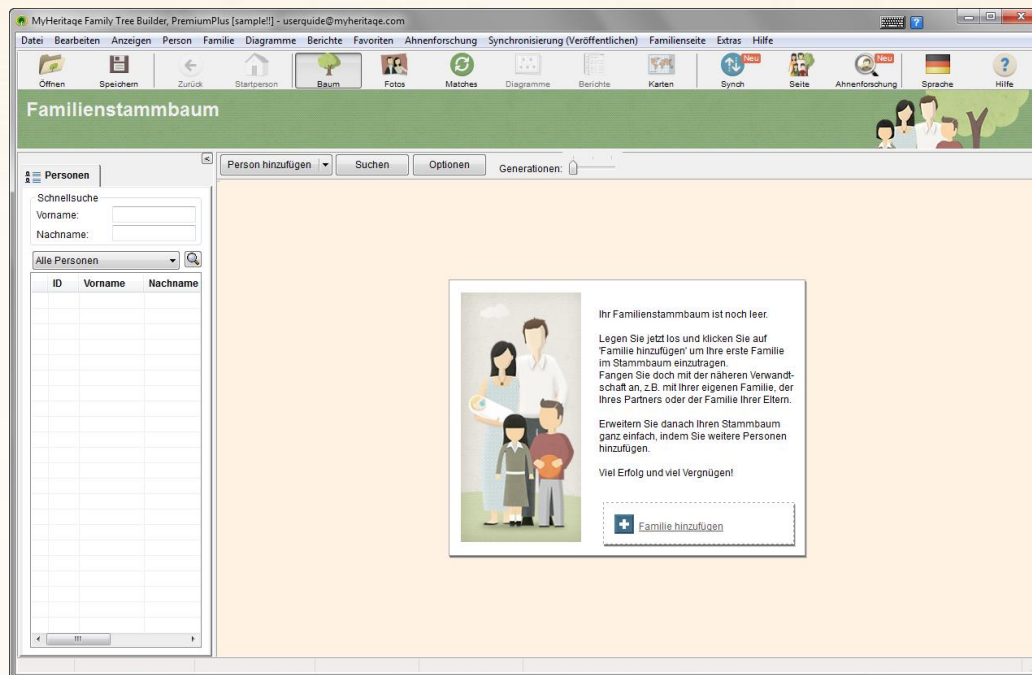 MyHeritage Family Tree Builder, PremiumPlus [sample!!] - userguide@myheritage.com
Datei Bearbeiten Anzeigen Person Familie Diagramme Berichte Favoriten Ahnenforschung Synchronisierung (Veröffentlichen) Familienseite Extras Hilfe
Neu Neu
Öffnen Speichern Zurück Startperson Baum Fotos Matches Diagramme Berichte Karten Synch Seite Ahnenforschung Sprache Hilfe
Familienstammbaum
Person hinzufügen Suchen Optionen Generationen:
Personen
Schnellsuche
Vorname:
Nachname:
Alle Personen
ID Vorname Nachname
Ihr Familienstammbaum ist noch leer.
Legen Sie jetzt los und klicken Sie auf
'Familie hinzufügen' um Ihre erste Familie
im Stammbaum einzutragen.
Fangen Sie doch mit der näheren Verwandt-
schaft an, z.B. mit Ihrer eigenen Familie, der
Ihres Partners oder der Familie Ihrer Eltern.
Erweitern Sie danach Ihren Stammbaum
ganz einfach, indem Sie weitere Personen
hinzufügen.
Viel Erfolg und viel Vergnügen!
Familie hinzufügen